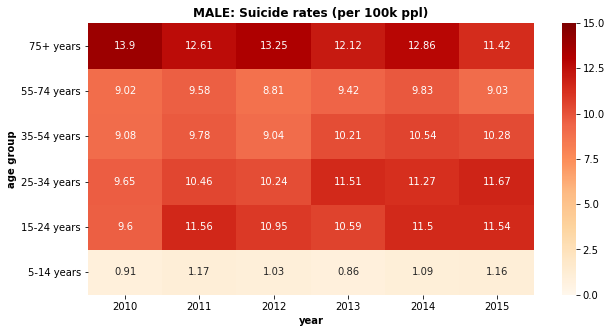 MALE: Suicide rates (per 100k ppl)
15.0
75+ years 13.9 12.61 13.25 12.12 12.86 11.42
12.5
55-74 years 9.02 9.58 8.81 9.42 9.83 9.03
10.0
35-54 years 9.08 9.78 9.04 10.21 10.54 10.28
age group
7.5
25-34 years 9.65 10.46 10.24 11.51 11.27 11.67
5.0
15-24 years 9.6 11.56 10.95 10.59 11.5 11.54
2.5
5-14 years 0.91 1.17 1.03 0.86 1.09 1.16
0.0
2010 2011 2012 2013 2014 2015
year